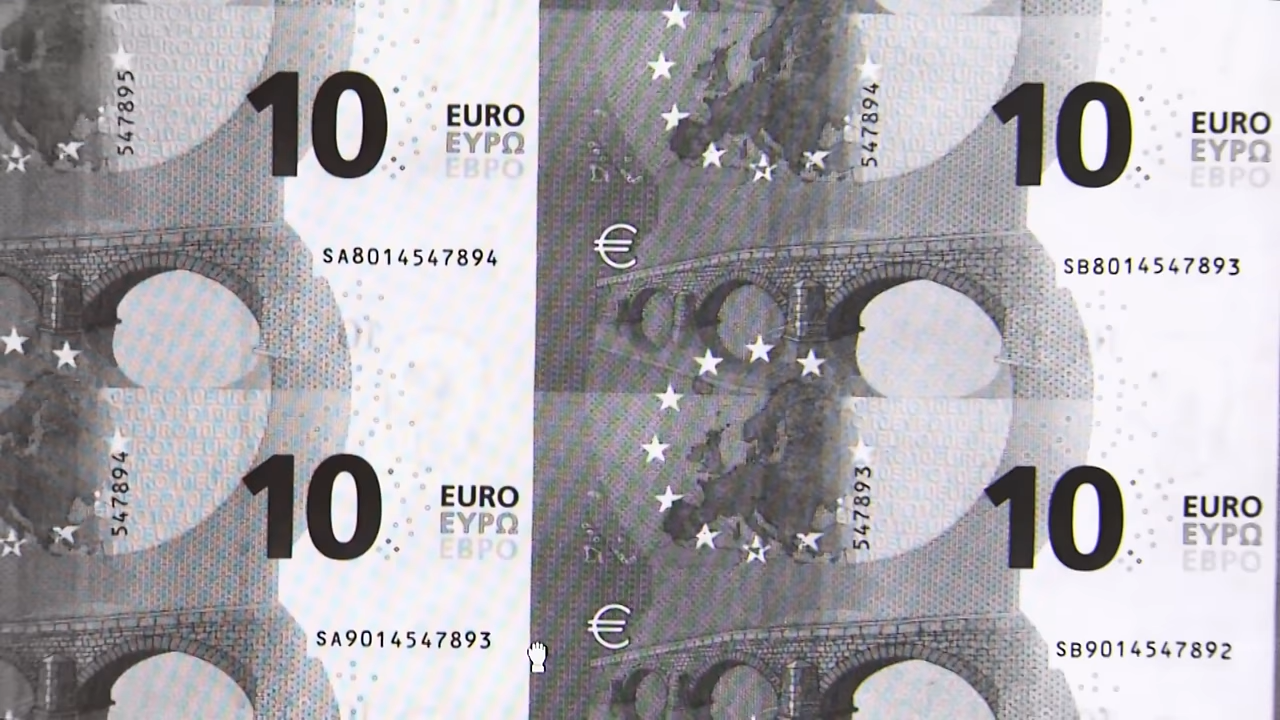 547895
10
EURO
ΕΥΡΩ
ЕВРО
SA8014547894
547894
10
EURO
ΕΥΡΩ
ЕВРО
€
SB8014547893
547894
10
EURO
ΕΥΡΩ
ЕВРО
SA9014547893
547893
10
EURO
ΕΥΡΩ
ЕВРО
€
SB9014547892